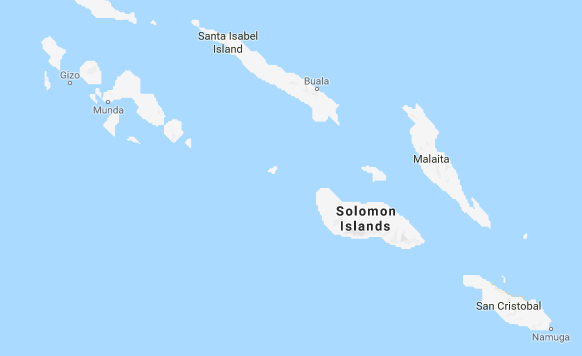 Santa Isabel
Island
Gizo
Buala
Munda
Malaita
Solomon
Islands
San Cristobal
Namuga